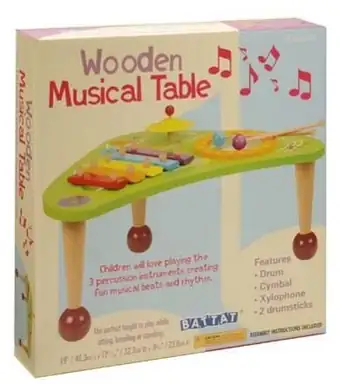 Wooden
Musical Table
Wooden
Musical Table
Children will love playing the
3 percussion instruments creating
fun musical beats and rhythm.
Features
• Drum
• Cymbal
• Xylophone
• 2 drumsticks
The perfect height to play while
sitting, kneeling or standing.
BATTAT
ASSEMBLY INSTRUCTIONS INCLUDED